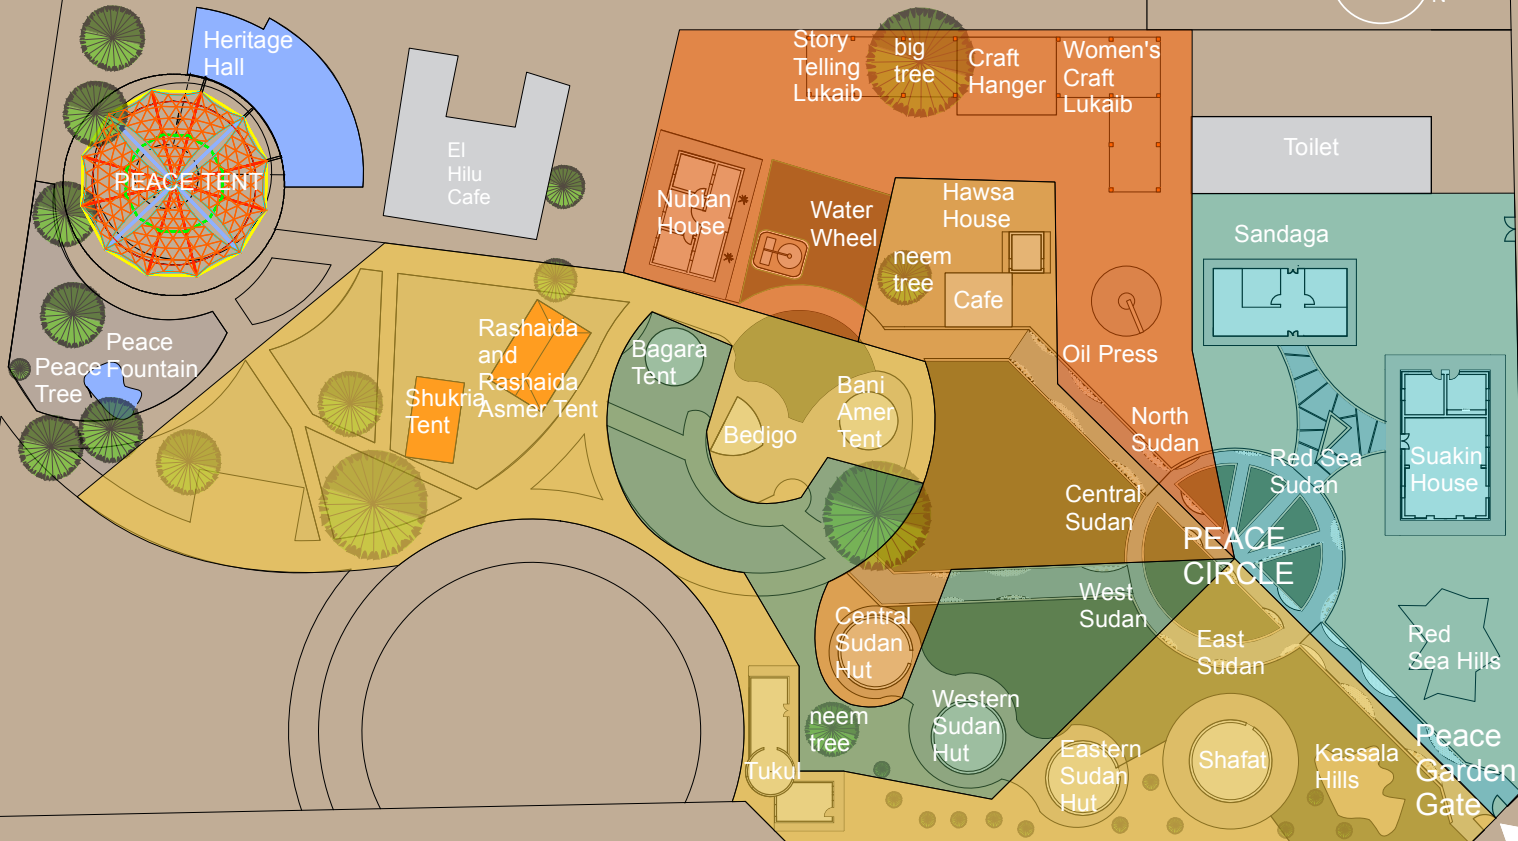 N
Heritage
Hall
PEACE TENT
El
Hilu
Cafe
Story
Telling
Lukaib
big
tree
Craft
Hanger
Women's
Craft
Lukaib
Toilet
Nubian
House
Water
Wheel
Hawsa
House
neem
tree
Cafe
Sandaga
Oil Press
Peace
Fountain
Peace
Tree
Rashaida
and
Rashaida
Asmer Tent
Shukria
Tent
Bagara
Tent
Bedigo
Bani
Amer
Tent
North
Sudan
Red Sea
Sudan
Suakin
House
Central
Sudan
PEACE
CIRCLE
West
Sudan
East
Sudan
Central
Sudan
Hut
Red
Sea Hills
neem
tree
Western
Sudan
Hut
Tukul
Eastern
Sudan
Hut
Shafat
Kassala
Hills
Peace
Garden
Gate